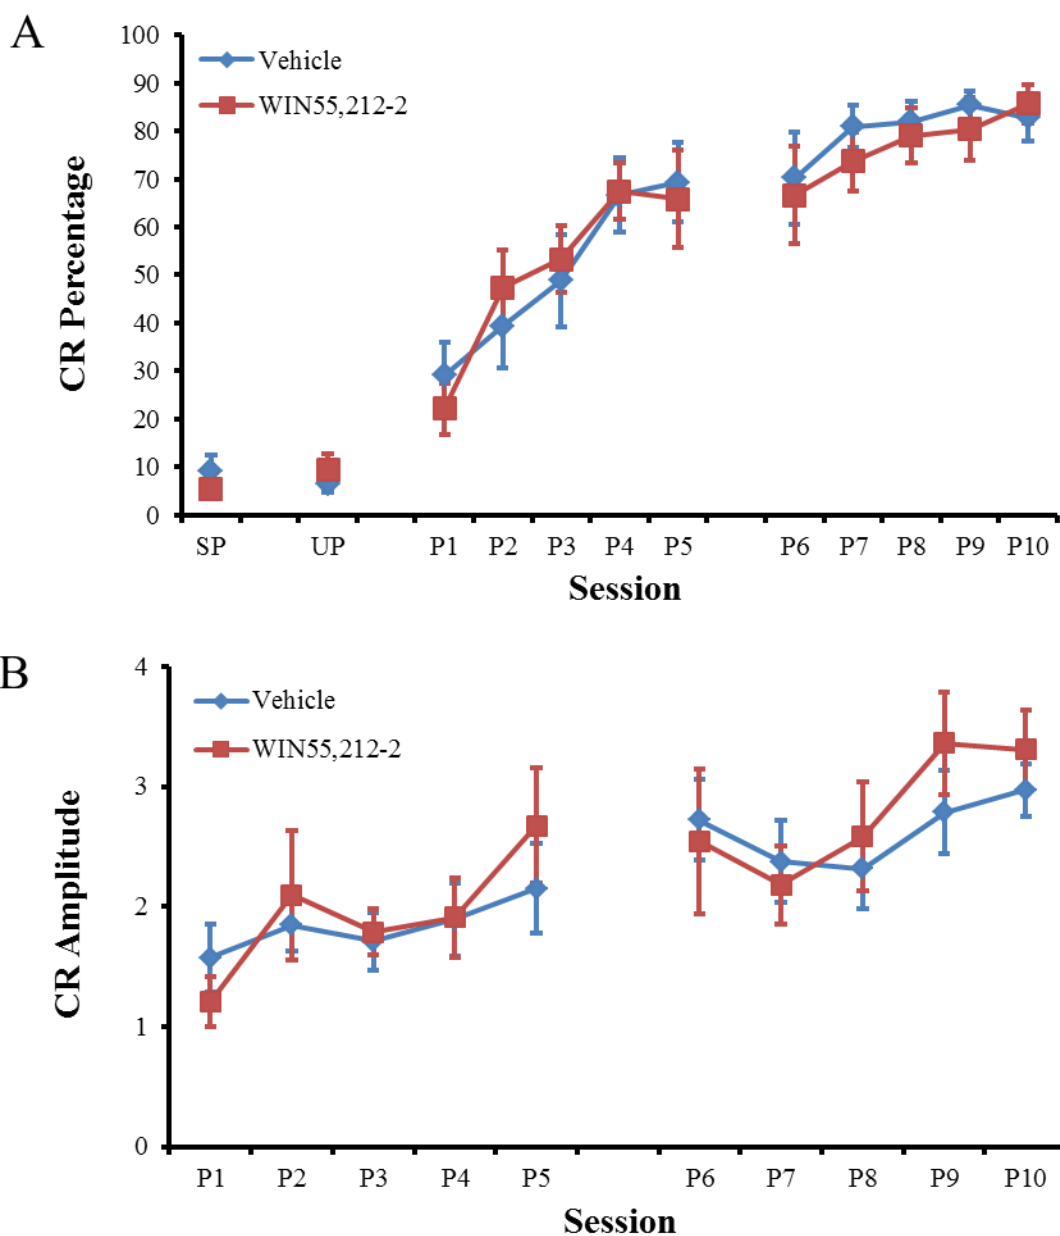 A
100
90
80
70
60
50
40
30
20
10
0
CR Percentage
Vehicle
WIN55,212-2
SP UP P1 P2 P3 P4 P5 P6 P7 P8 P9 P10
Session
B
4
3
2
1
0
CR Amplitude
Vehicle
WIN55,212-2
P1 P2 P3 P4 P5 P6 P7 P8 P9 P10
Session